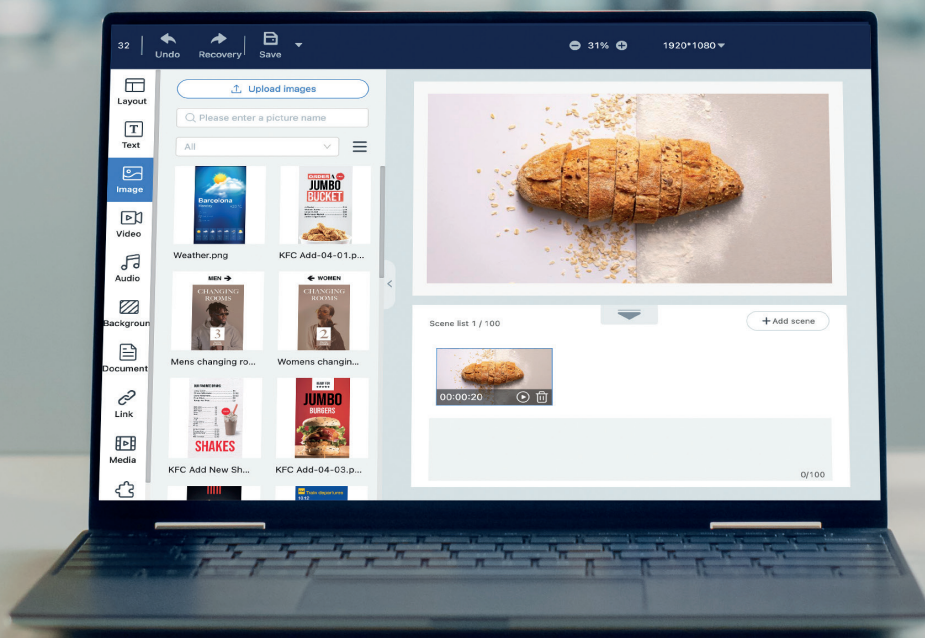 32
Undo
Recovery
Save
31%
1920*1080
Layout
Text
Image
Video
Audio
Backgroun
Document
Link
Media
Upload images
Please enter a picture name
All
Barcelona
JUMBO
BUCKET
Weather.png
KFC Add-04-01.p...
MEN →
← WOMEN
CHANGING
ROOMS
3
CHANGING
ROOMS
2
Mens changing ro...
Womens changin...
SHAKES
JUMBO
BURGERS
KFC Add New Sh...
KFC Add-04-03.p...
Train departures
Scene list 1 / 100
+ Add scene
00:00:20
0/100